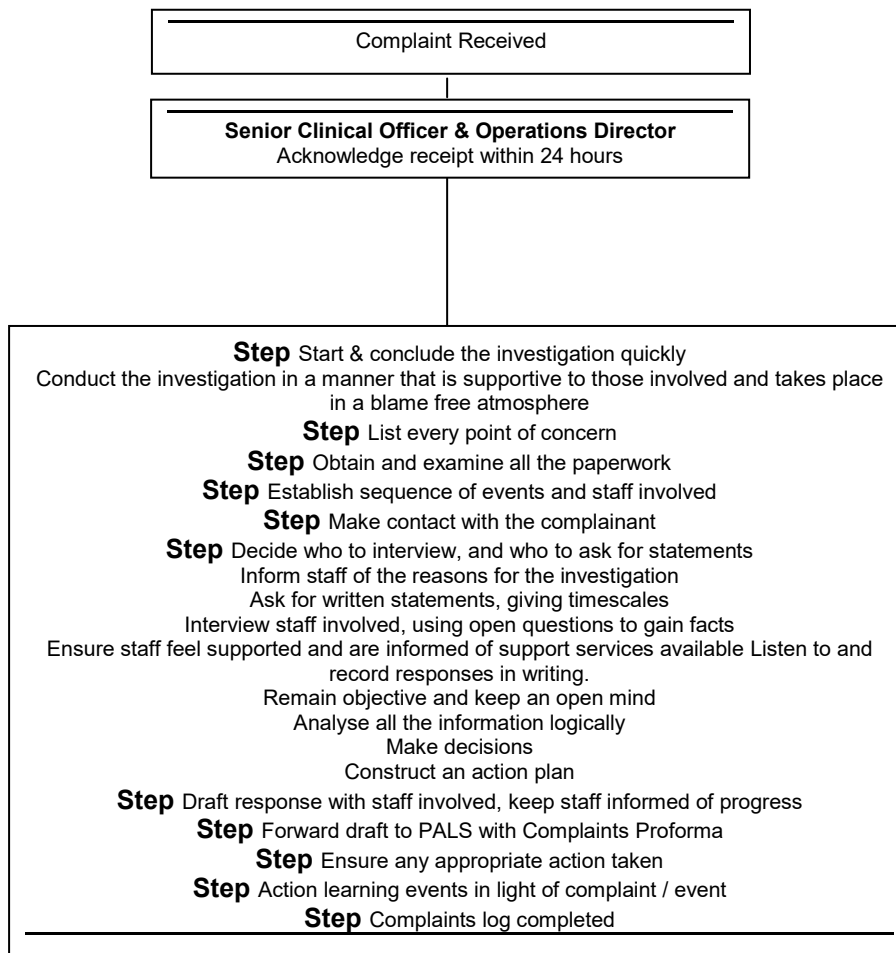 Complaint Received
Senior Clinical Officer & Operations Director
Acknowledge receipt within 24 hours
Step Start & conclude the investigation quickly
Conduct the investigation in a manner that is supportive to those involved and takes place
in a blame free atmosphere
Step List every point of concern
Step Obtain and examine all the paperwork
Step Establish sequence of events and staff involved
Step Make contact with the complainant
Step Decide who to interview, and who to ask for statements
Inform staff of the reasons for the investigation
Ask for written statements, giving timescales
Interview staff involved, using open questions to gain facts
Ensure staff feel supported and are informed of support services available Listen to and
record responses in writing.
Remain objective and keep an open mind
Analyse all the information logically
Make decisions
Construct an action plan
Step Draft response with staff involved, keep staff informed of progress
Step Forward draft to PALS with Complaints Proforma
Step Ensure any appropriate action taken
Step Action learning events in light of complaint / event
Step Complaints log completed